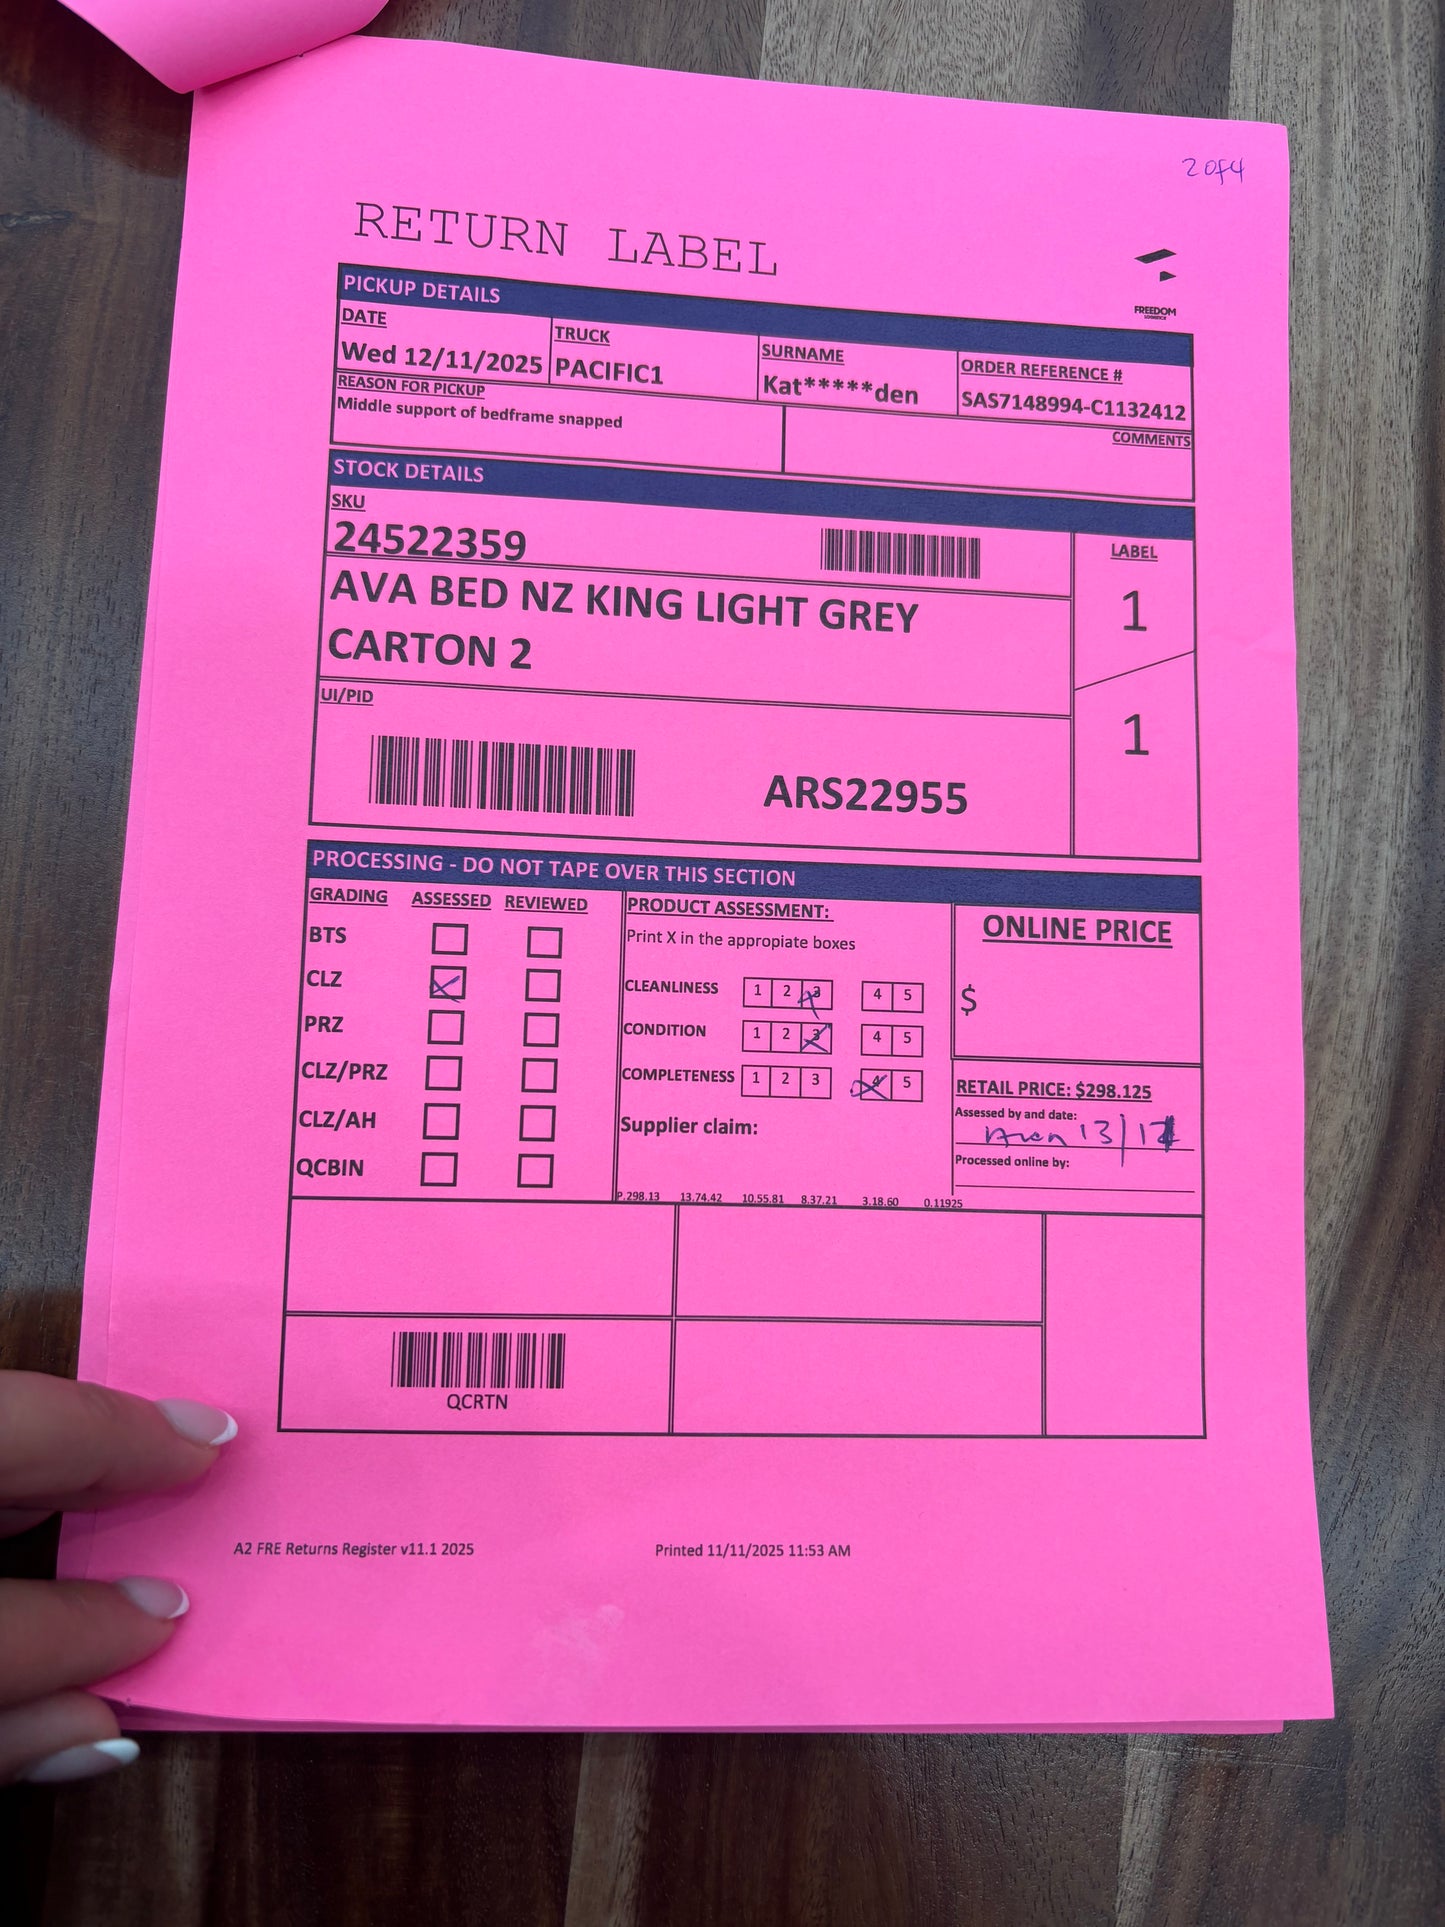 2 of 4
RETURN LABEL
FREEDOM
LOGISTICS
PICKUP DETAILS
DATE
Wed 12/11/2025
TRUCK
PACIFIC1
SURNAME
Kat*****den
ORDER REFERENCE #
SAS7148994-C1132412
REASON FOR PICKUP
Middle support of bedframe snapped
COMMENTS
STOCK DETAILS
SKU
24522359
LABEL
1
1
AVA BED NZ KING LIGHT GREY
CARTON 2
UI/PID
ARS22955
PROCESSING - DO NOT TAPE OVER THIS SECTION
GRADING ASSESSED REVIEWED
BTS
CLZ
PRZ
CLZ/PRZ
CLZ/AH
QCBIN
PRODUCT ASSESSMENT:
Print X in the appropiate boxes
CLEANLINESS 1 2 3 4 5
CONDITION 1 2 3 4 5
COMPLETENESS 1 2 3 4 5
Supplier claim:
P.298.13 13.74.42 10.55.81 8.37.21 3.18.60 0.11925
ONLINE PRICE
$
RETAIL PRICE: $298.125
Assessed by and date:
13/
Processed online by:
QCRTN
A2 FRE Returns Register v11.1 2025
Printed 11/11/2025 11:53 AM